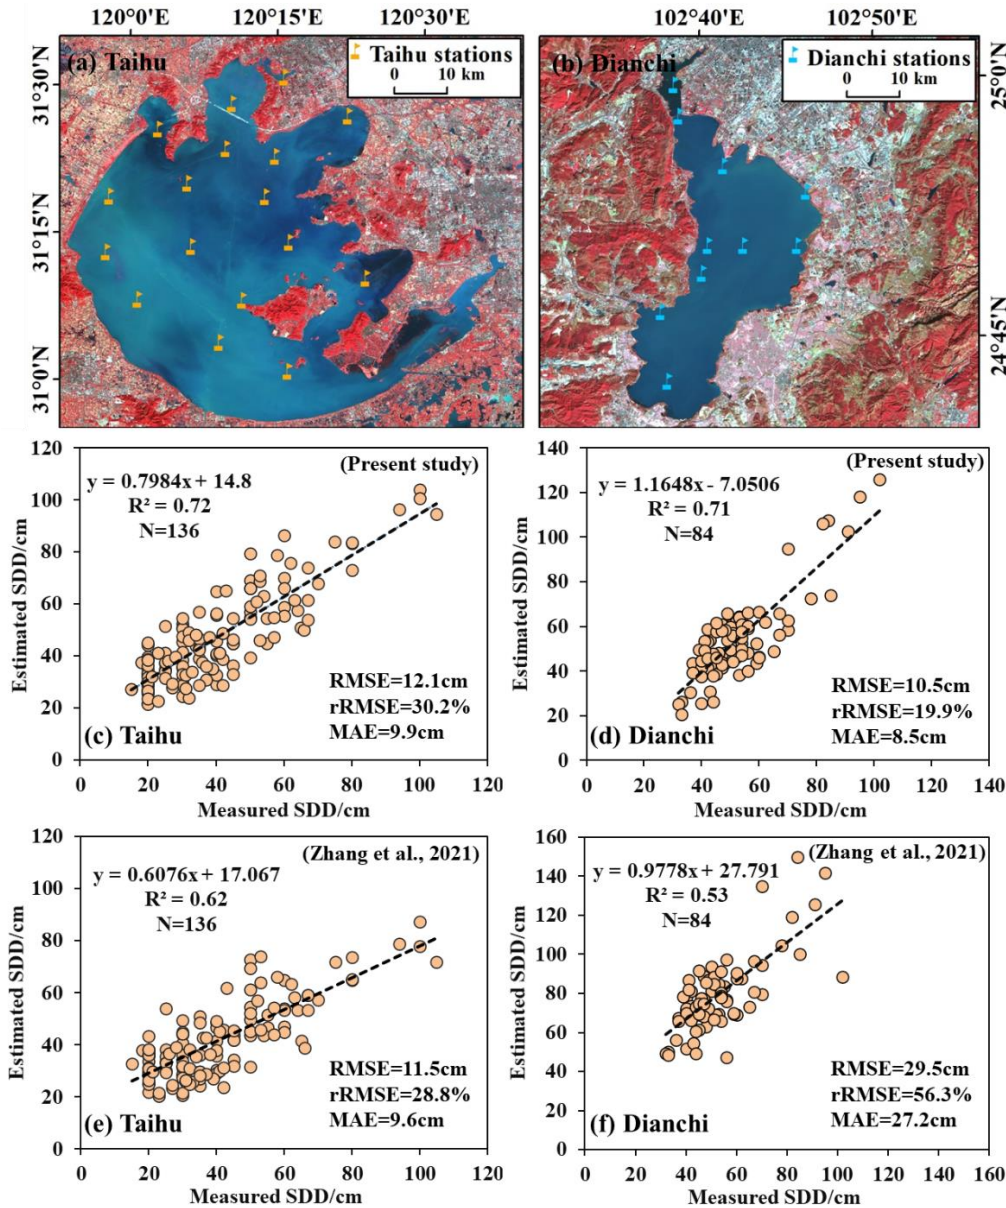 120°0'E 120°15'E 120°30'E
102°40'E 102°50'E
(a) Taihu
Taihu stations
0 10 km
31°30'N
31°15'N
31°0'N
(b) Dianchi
Dianchi stations
0 10 km
25°0'N
24°45'N
120
100
80
60
40
20
0
Estimated SDD/cm
(Present study)
y = 0.7984x + 14.8
R² = 0.72
N=136
RMSE=12.1cm
rRMSE=30.2%
MAE=9.9cm
(c) Taihu
0 20 40 60 80 100 120
Measured SDD/cm
140
120
100
80
60
40
20
0
Estimated SDD/cm
(Present study)
y = 1.1648x - 7.0506
R² = 0.71
N=84
RMSE=10.5cm
rRMSE=19.9%
MAE=8.5cm
(d) Dianchi
0 20 40 60 80 100 120 140
Measured SDD/cm
120
100
80
60
40
20
0
Estimated SDD/cm
(Zhang et al., 2021)
y = 0.6076x + 17.067
R² = 0.62
N=136
RMSE=11.5cm
rRMSE=28.8%
MAE=9.6cm
(e) Taihu
0 20 40 60 80 100 120
Measured SDD/cm
160
140
120
100
80
60
40
20
0
Estimated SDD/cm
(Zhang et al., 2021)
y = 0.9778x + 27.791
R² = 0.53
N=84
RMSE=29.5cm
rRMSE=56.3%
MAE=27.2cm
(f) Dianchi
0 20 40 60 80 100 120 140
Measured SDD/cm